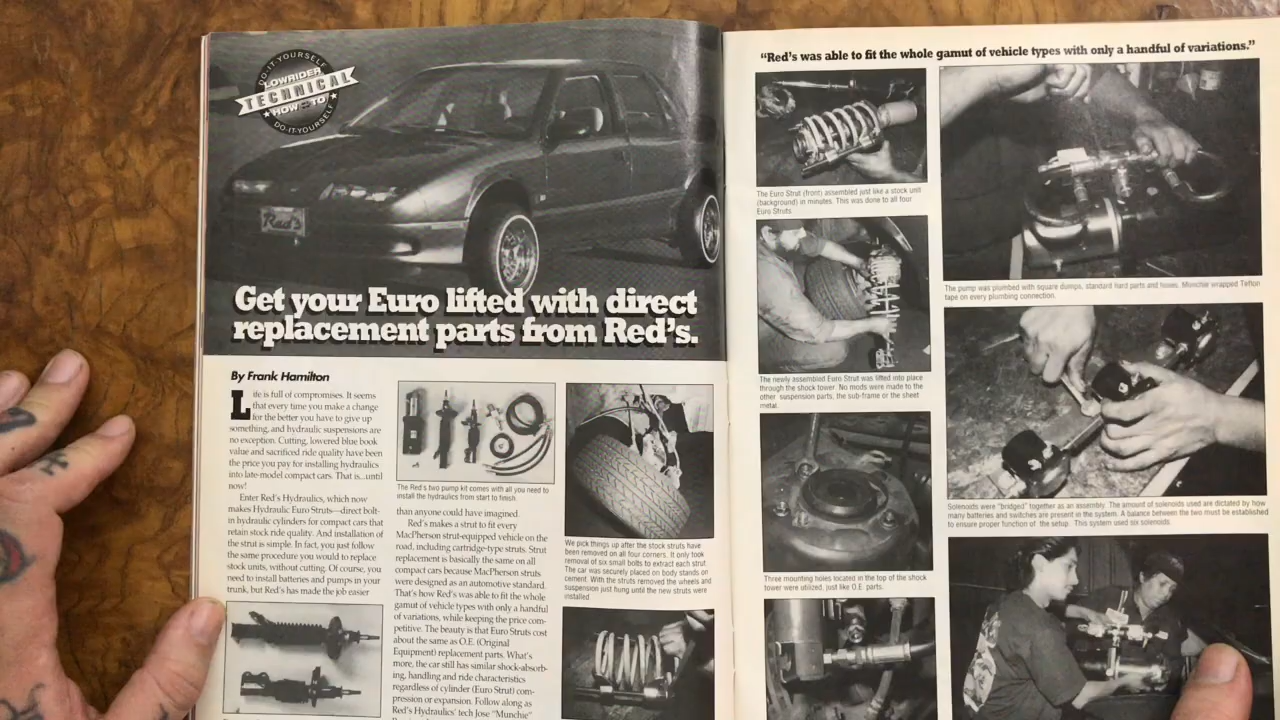 DO-IT-YOURSELF
LOWRIDER
TECHNICAL
HOW TO
DO-IT-YOURSELF
Red's
Get your Euro lifted with direct
replacement parts from Red's.
By Frank Hamilton
Life is full of compromises. It seems
that every time you make a change
for the better you have to give up
something, and hydraulic suspensions are
no exception. Cutting, lowered blue book
value and sacrificed ride quality have been
the price you pay for installing hydraulics
into late-model compact cars. That is...until
now!
Enter Red's Hydraulics, which now
makes Hydraulic Euro Struts—direct bolt-
in hydraulic cylinders for compact cars that
retain stock ride quality. And installation of
the strut is simple. In fact, you just follow
the same procedure you would to replace
stock units, without cutting. Of course, you
need to install batteries and pumps in your
trunk, but Red's has made the job easier
The Red's two pump kit comes with all you need to
install the hydraulics from start to finish.
than anyone could have imagined.
Red's makes a strut to fit every
MacPherson strut-equipped vehicle on the
road, including cartridge-type struts. Strut
replacement is basically the same on all
compact cars because MacPherson struts
were designed as an automotive standard.
That's how Red's was able to fit the whole
gamut of vehicle types with only a handful
of variations, while keeping the price com-
petitive. The beauty is that Euro Struts cost
about the same as O.E. (Original
Equipment) replacement parts. What's
more, the car still has similar shock-absorb-
ing, handling and ride characteristics
regardless of cylinder (Euro Strut) com-
pression or expansion. Follow along as
Red's Hydraulics' tech Jose "Munchie"
We pick things up after the stock struts have
been removed on all four corners. It only took
removal of six small bolts to extract each strut.
The car was securely placed on body stands on
cement. With the struts removed the wheels and
suspension just hung until the new struts were
installed.
"Red's was able to fit the whole gamut of vehicle types with only a handful of variations."
The Euro Strut (front) assembled just like a stock unit
(background) in minutes. This was done to all four
Euro Struts.
The newly assembled Euro Strut was lifted into place
through the shock tower. No mods were made to the
other suspension parts, the sub-frame or the sheet
metal.
Three mounting holes located in the top of the shock
tower were utilized, just like O.E. parts.
The pump was plumbed with square dumps, standard hard parts and hoses. Munchie wrapped Teflon
tape on every plumbing connection.
Solenoids were "bridged" together as an assembly. The amount of solenoids used are dictated by how
many batteries and switches are present in the system. A balance between the two must be established
to ensure proper function of the setup. This system used six solenoids.